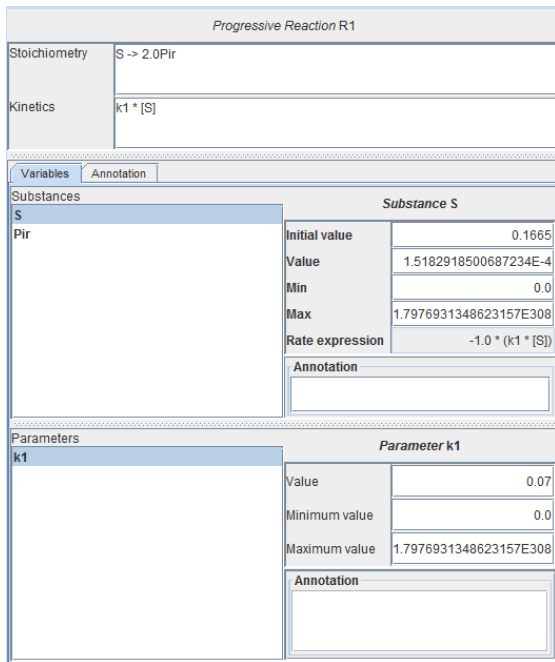 Progressive Reaction R1
Stoichiometry S -> 2.0Pir
Kinetics k1 * [S]
Variables Annotation
Substances
S
Pir
Substance S
Initial value 0.1665
Value 1.5182918500687234E-4
Min 0.0
Max 1.7976931348623157E308
Rate expression -1.0 * (k1 * [S])
Annotation
Parameters
k1
Parameter k1
Value 0.07
Minimum value 0.0
Maximum value 1.7976931348623157E308
Annotation